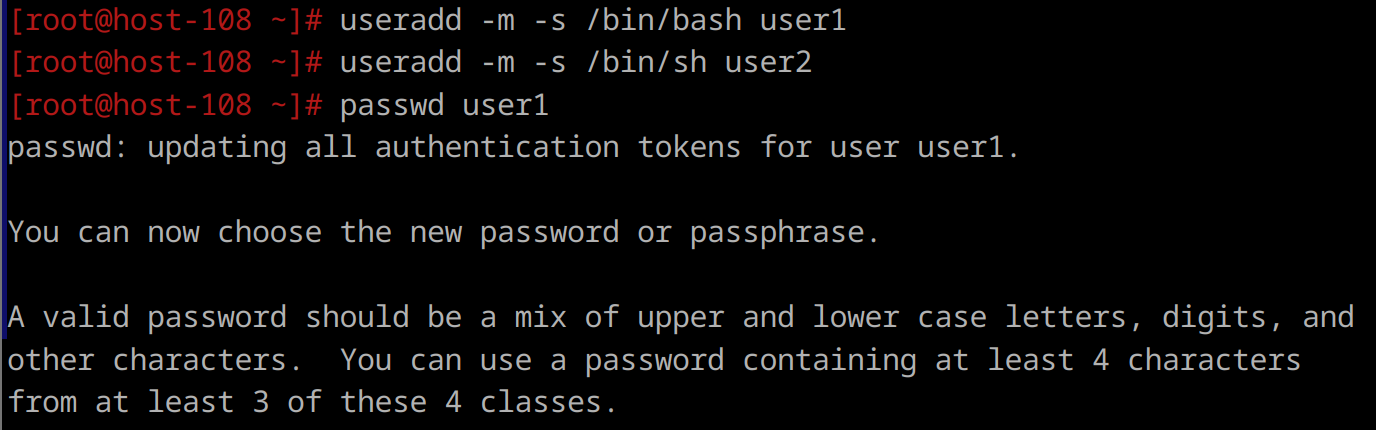 [root@host-108 ~]# useradd -m -s /bin/bash user1
[root@host-108 ~]# useradd -m -s /bin/sh user2
[root@host-108 ~]# passwd user1
passwd: updating all authentication tokens for user user1.
You can now choose the new password or passphrase.
A valid password should be a mix of upper and lower case letters, digits, and
other characters.  You can use a password containing at least 4 characters
from at least 3 of these 4 classes.